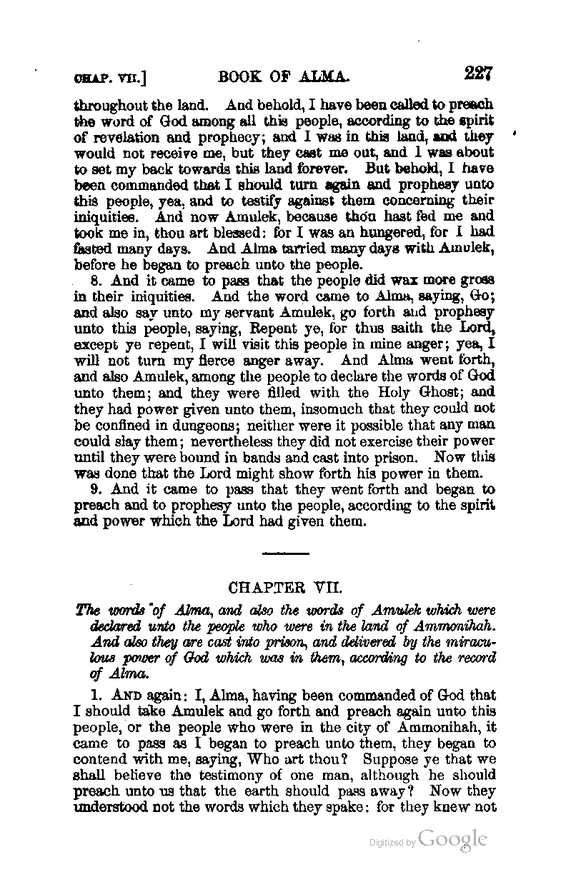 CHAP. VII.] BOOK OF ALMA. 227
throughout the land. And behold, I have been called to preach
the word of God among all this people, according to the spirit
of revelation and prophecy; and I was in this land, and they
would not receive me, but they cast me out, and I was about
to set my back towards this land forever. But behold, I have
been commanded that I should turn again and prophesy unto
this people, yea, and to testify against them concerning their
iniquities. And now Amulek, because thou hast fed me and
took me in, thou art blessed: for I was an hungered, for I had
fasted many days. And Alma tarried many days with Amulek,
before he began to preach unto the people.
8. And it came to pass that the people did wax more gross
in their iniquities. And the word came to Alma, saying, Go;
and also say unto my servant Amulek, go forth and prophesy
unto this people, saying, Repent ye, for thus saith the Lord,
except ye repent, I will visit this people in mine anger; yea, I
will not turn my fierce anger away. And Alma went forth,
and also Amulek, among the people to declare the words of God
unto them; and they were filled with the Holy Ghost; and
they had power given unto them, insomuch that they could not
be confined in dungeons; neither were it possible that any man
could slay them; nevertheless they did not exercise their power
until they were bound in bands and cast into prison. Now this
was done that the Lord might show forth his power in them.
9. And it came to pass that they went forth and began to
preach and to prophesy unto the people, according to the spirit
and power which the Lord had given them.
CHAPTER VII.
The words of Alma, and also the words of Amulek which were
declared unto the people who were in the land of Ammonihah.
And also they are cast into prison, and delivered by the miracu-
lous power of God which was in them, according to the record
of Alma.
1. AND again: I, Alma, having been commanded of God that
I should take Amulek and go forth and preach again unto this
people, or the people who were in the city of Ammonihah, it
came to pass as I began to preach unto them, they began to
contend with me, saying, Who art thou? Suppose ye that we
shall believe the testimony of one man, although he should
preach unto us that the earth should pass away? Now they
understood not the words which they spake: for they knew not
Digitized by Google